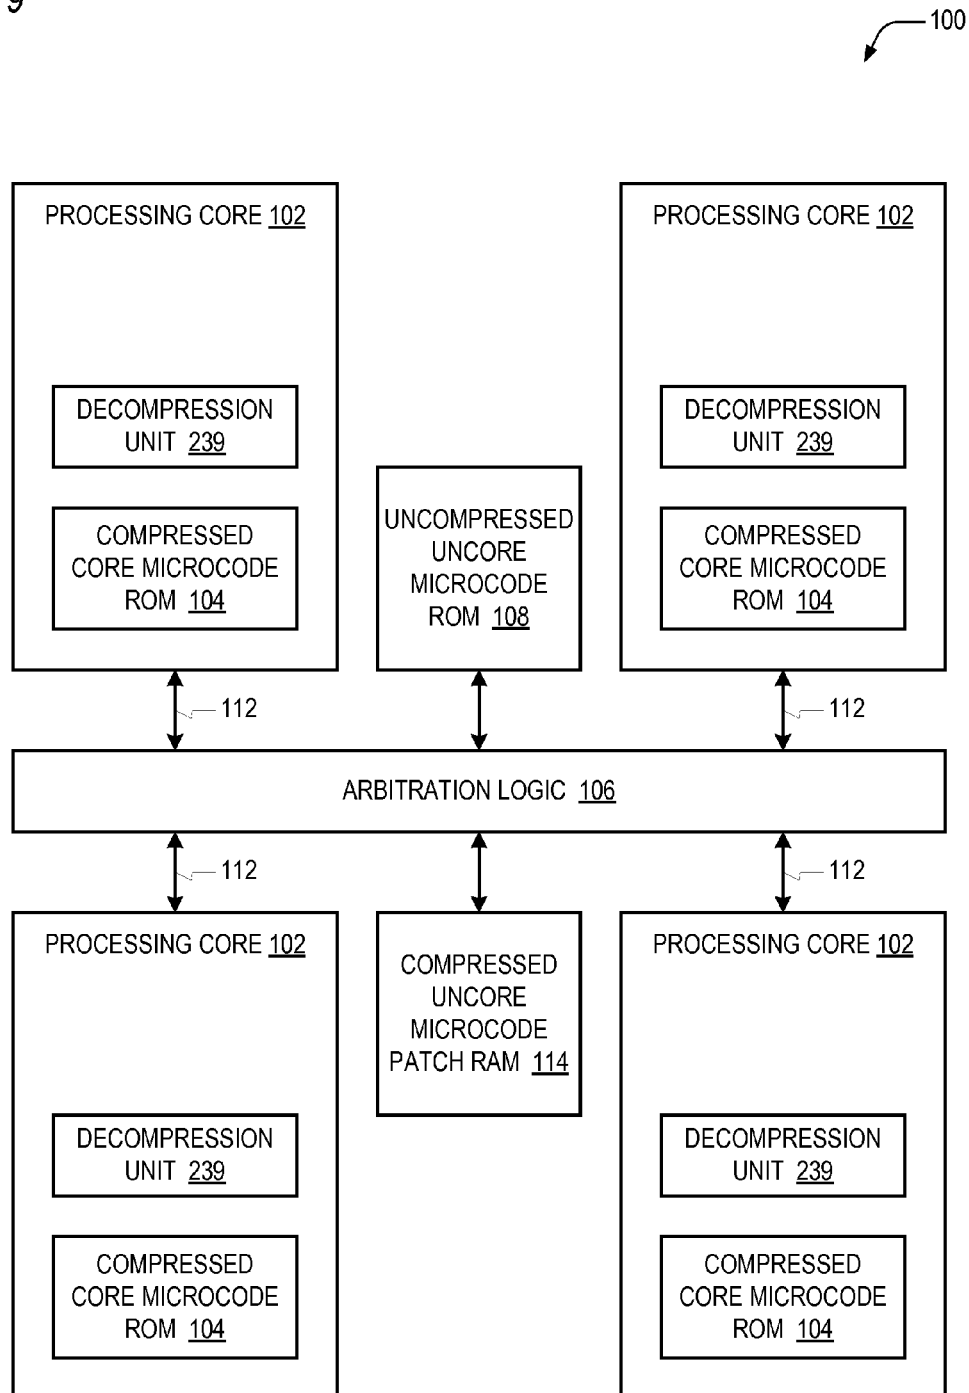 9
100
PROCESSING CORE 102
PROCESSING CORE 102
DECOMPRESSION
UNIT 239
DECOMPRESSION
UNIT 239
COMPRESSED
CORE MICROCODE
ROM 104
UNCOMPRESSED
UNCORE
MICROCODE
ROM 108
COMPRESSED
CORE MICROCODE
ROM 104
112
112
ARBITRATION LOGIC 106
112
112
PROCESSING CORE 102
COMPRESSED
UNCORE
MICROCODE
PATCH RAM 114
PROCESSING CORE 102
DECOMPRESSION
UNIT 239
DECOMPRESSION
UNIT 239
COMPRESSED
CORE MICROCODE
ROM 104
COMPRESSED
CORE MICROCODE
ROM 104